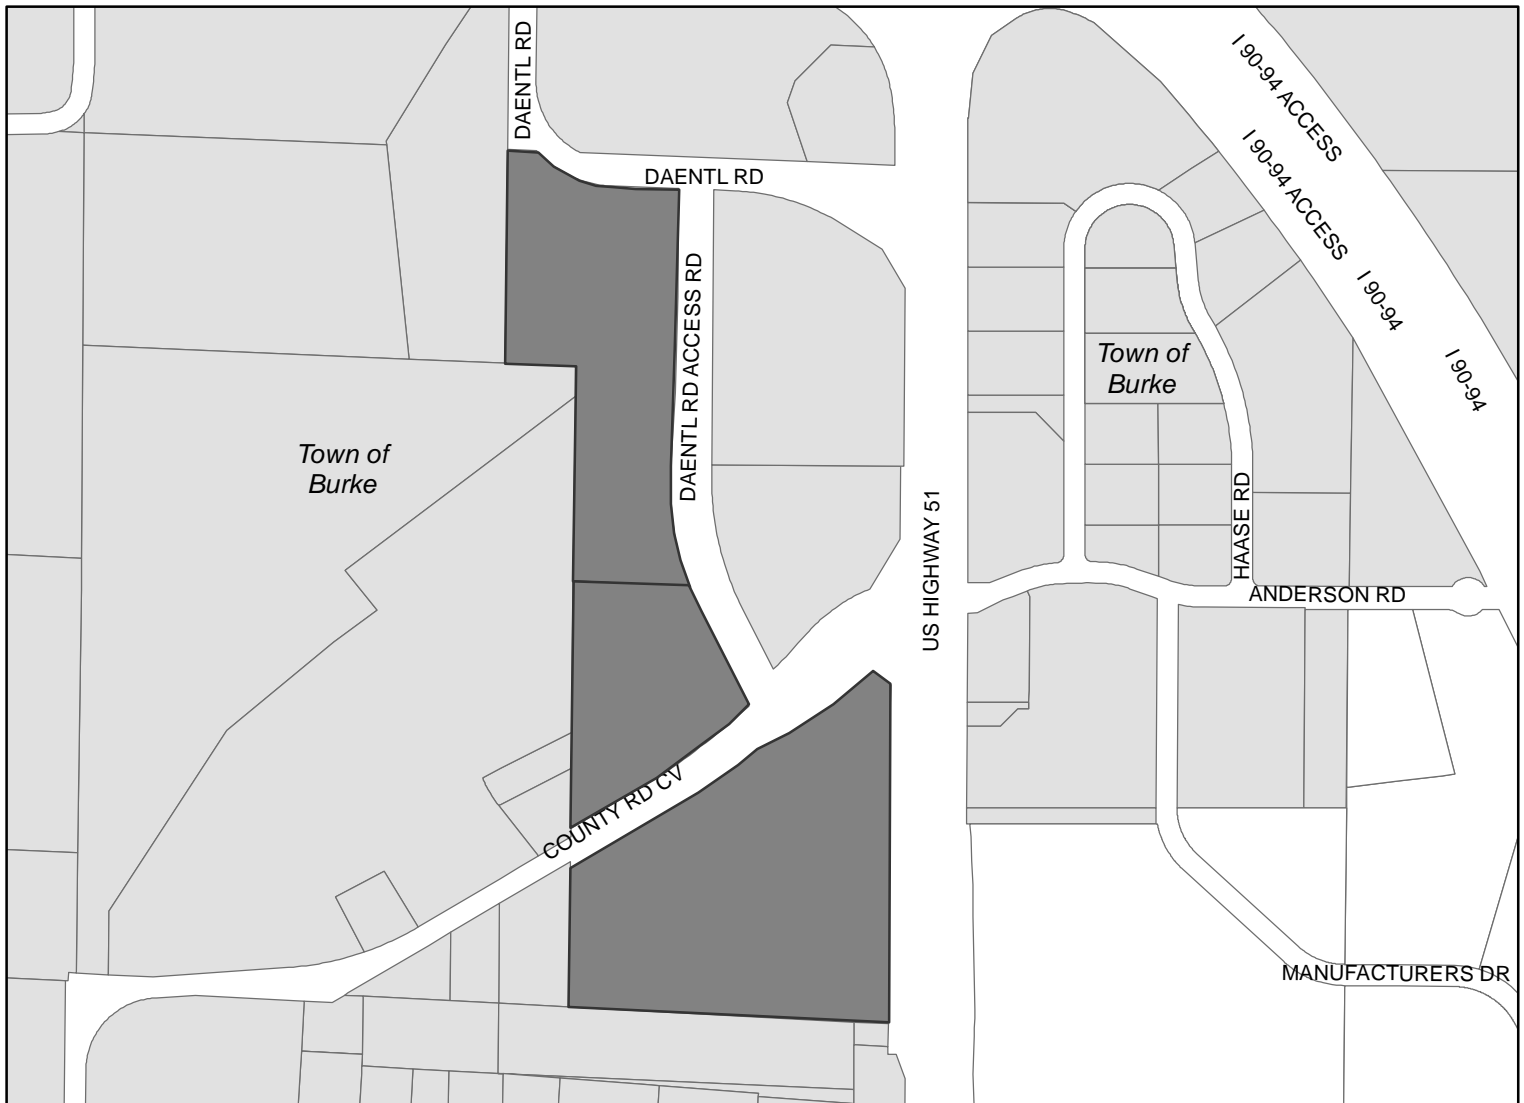 DAENTL RD
I 90-94 ACCESS
I 90-94 ACCESS
DAENTL RD
I 90-94
DAENTL RD ACCESS RD
Town of
Burke
I 90-94
Town of
Burke
US HIGHWAY 51
HAASE RD
ANDERSON RD
COUNTY RD CV
MANUFACTURERS DR